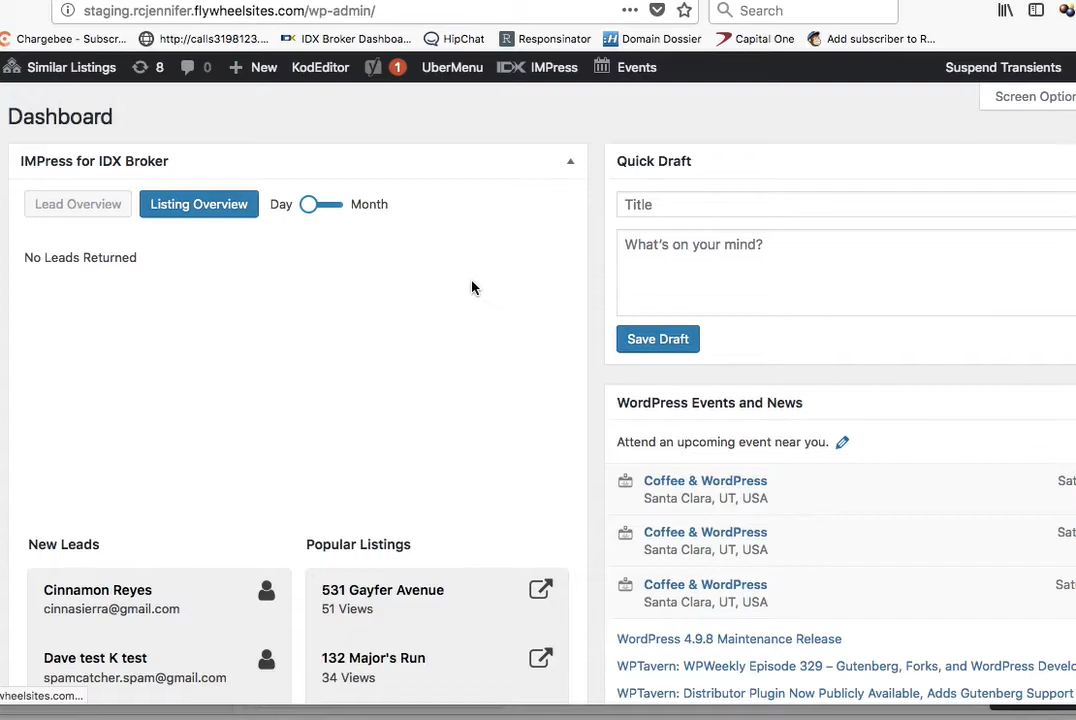 staging.rcjennifer.flywheelsites.com/wp-admin/
Search
Chargebee - Subscr...
http://calls3198123....
IDX Broker Dashboa...
HipChat
Responsinator
Domain Dossier
Capital One
Add subscriber to R...
Similar Listings
8
0
New
KodEditor
1
UberMenu
IDX IMPress
Events
Suspend Transients
Screen Option
Dashboard
IMPress for IDX Broker
Lead Overview
Listing Overview
Day
Month
No Leads Returned
New Leads
Cinnamon Reyes
cinnasierra@gmail.com
Dave test K test
spamcatcher.spam@gmail.com
Popular Listings
531 Gayfer Avenue
51 Views
132 Major's Run
34 Views
Quick Draft
Title
What's on your mind?
Save Draft
WordPress Events and News
Attend an upcoming event near you.
Coffee & WordPress
Sat
Santa Clara, UT, USA
Coffee & WordPress
Sat
Santa Clara, UT, USA
Coffee & WordPress
Sat
Santa Clara, UT, USA
WordPress 4.9.8 Maintenance Release
WPTavern: WPWeekly Episode 329 – Gutenberg, Forks, and WordPress Develo
WPTavern: Distributor Plugin Now Publicly Available, Adds Gutenberg Support
wheelsites.com...